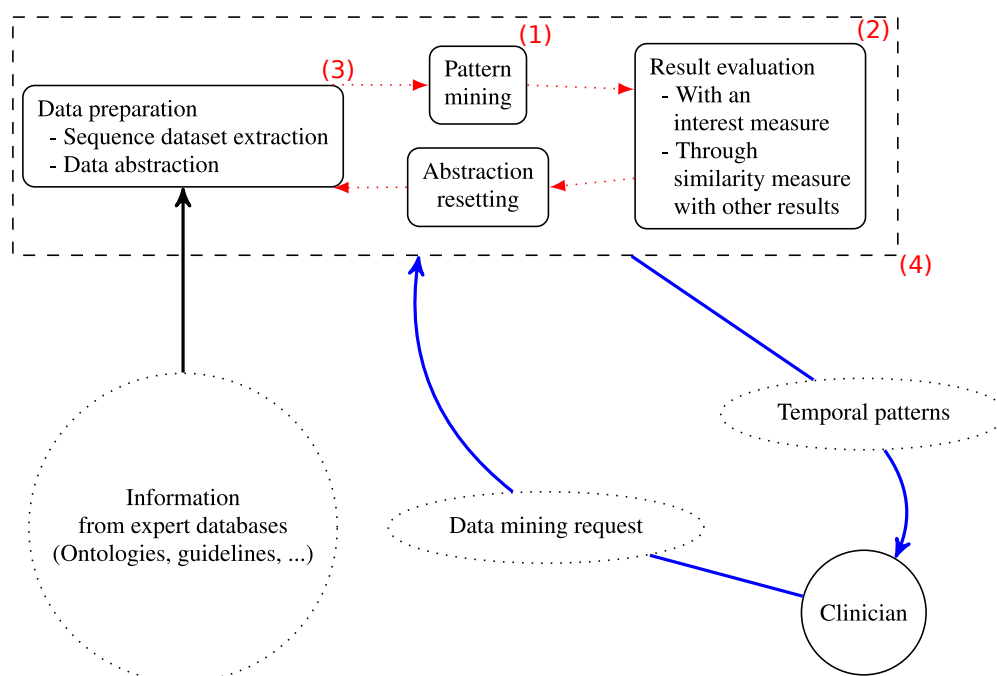 (1)
(2)
(3)
Pattern
mining
Result evaluation
- With an
interest measure
- Through
similarity measure
with other results
Data preparation
- Sequence dataset extraction
- Data abstraction
Abstraction
resetting
(4)
Temporal patterns
Information
from expert databases
(Ontologies, guidelines, ...)
Data mining request
Clinician